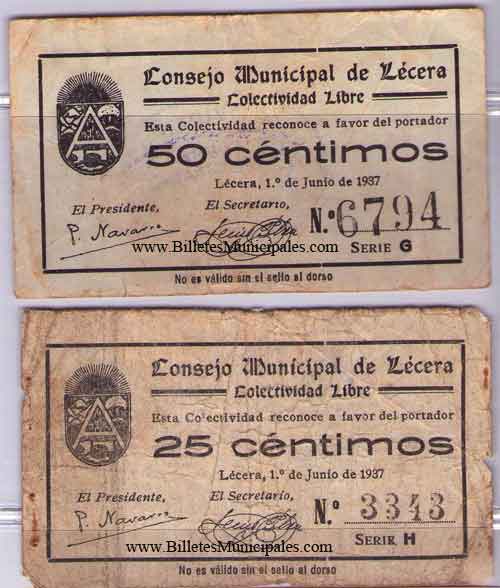 Consejo Municipal de Lécera
Colectividad Libre
Esta Colectividad reconoce a favor del portador
50 céntimos
Lécera, 1.º de Junio de 1937
El Presidente, El Secretario,
P. Navarro
N.º 6794
www.BilletesMunicipales.com
SERIE G
No es válido sin el sello al dorso
Consejo Municipal de Lécera
Colectividad Libre
Esta Colectividad reconoce a favor del portador
25 céntimos
Lécera, 1.º de Junio de 1937
El Presidente, El Secretario,
P. Navarro
N.º 3343
www.BilletesMunicipales.com
SERIE H
No es válido sin el sello al dorso